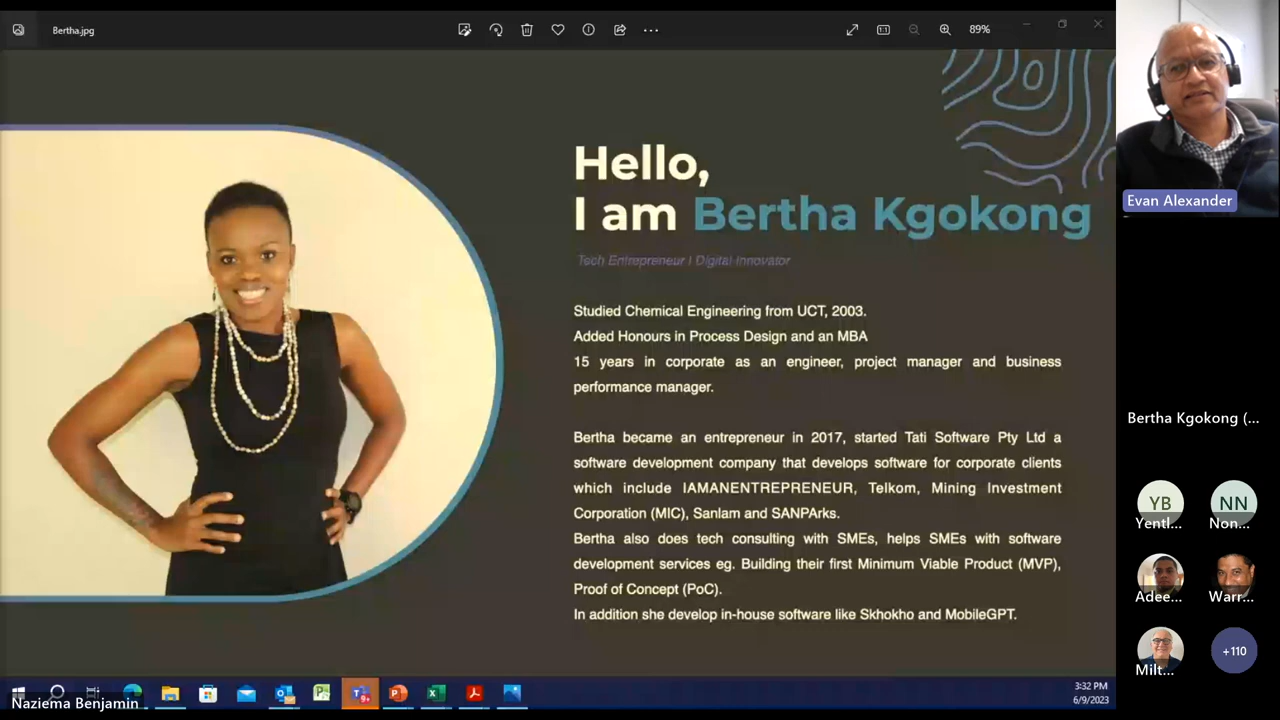 Bertha.jpg
89%
Hello,
I am Bertha Kgokong
Tech Entrepreneur I Digital Innovator
Studied Chemical Engineering from UCT, 2003.
Added Honours in Process Design and an MBA
15 years in corporate as an engineer, project manager and business
performance manager.
Bertha became an entrepreneur in 2017, started Tati Software Pty Ltd a
software development company that develops software for corporate clients
which include IAMANENTREPRENEUR, Telkom, Mining Investment
Corporation (MIC), Sanlam and SANPArks.
Bertha also does tech consulting with SMEs, helps SMEs with software
development services eg. Building their first Minimum Viable Product (MVP),
Proof of Concept (PoC).
In addition she develop in-house software like Skhokho and MobileGPT.
Evan Alexander
Bertha Kgokong (...
YB
Yentl...
NN
Non...
Adee...
Warr...
Milt...
+110
Naziema Benjamin
3:32 PM
6/9/2023